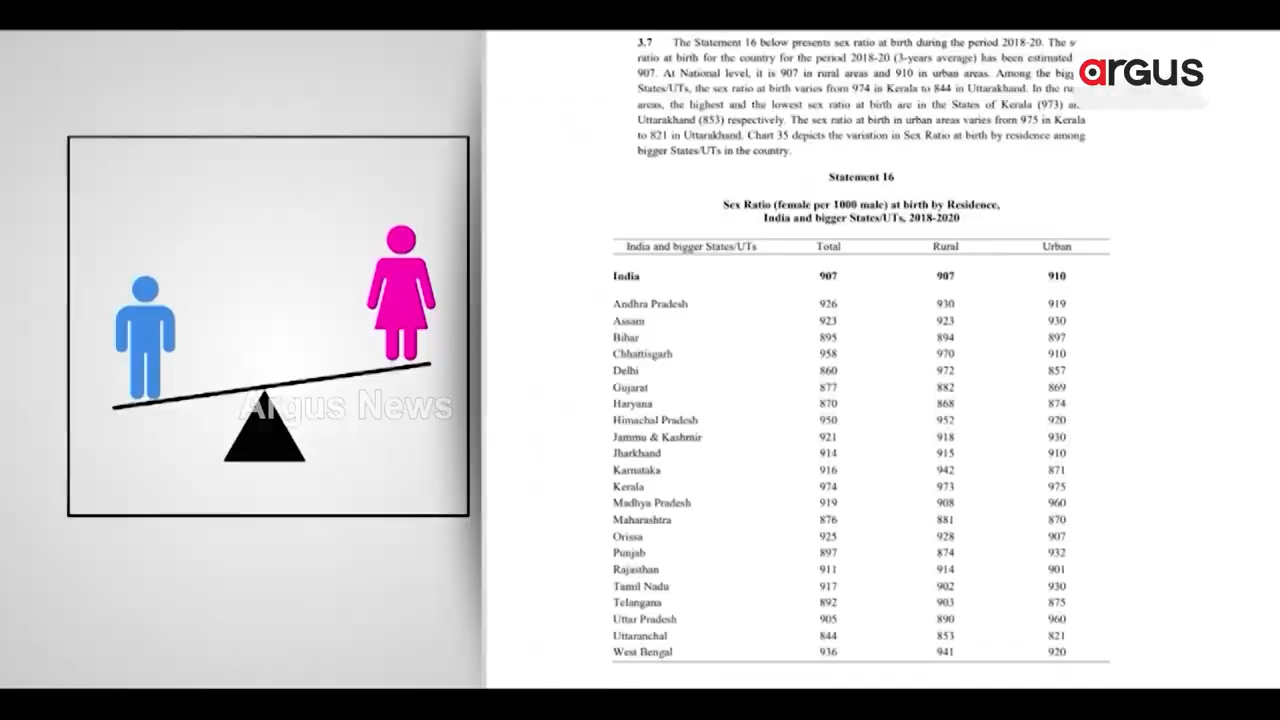 argus
3.7 The Statement 16 below presents sex ratio at birth during the period 2018-20. The
ratio at birth for the country for the period 2018-20 (3-years average) has been estimated
907. At National level, it is 907 in rural areas and 910 in urban areas. Among the
States/UTs, the sex ratio at birth varies from 974 in Kerala to 844 in Uttarakhand. In the
areas, the highest and the lowest sex ratio at birth are in the States of Kerala (973)
Uttarakhand (853) respectively. The sex ratio at birth in urban areas varies from 975 in Kerala
to 821 in Uttarakhand. Chart 35 depicts the variation in Sex Ratio at birth by residence among
bigger States/UTs in the country.
Statement 16
Sex Ratio (female per 1000 male) at birth by Residence,
India and bigger States/UTs, 2018-2020
India and bigger States/UTs Total Rural Urban
India 907 907 910
Andhra Pradesh 926 930 919
Assam 923 923 930
Bihar 895 894 897
Chhattisgarh 958 970 910
Delhi 860 972 857
Gujarat 877 882 869
Haryana 870 868 874
Himachal Pradesh 950 952 920
Jammu & Kashmir 921 918 930
Jharkhand 914 915 910
Karnataka 916 942 871
Kerala 974 973 975
Madhya Pradesh 919 908 960
Maharashtra 876 881 870
Orissa 925 928 907
Punjab 897 874 932
Rajasthan 911 914 901
Tamil Nadu 917 902 930
Telangana 892 903 875
Uttar Pradesh 905 890 960
Uttaranchal 844 853 821
West Bengal 936 941 920
Argus News